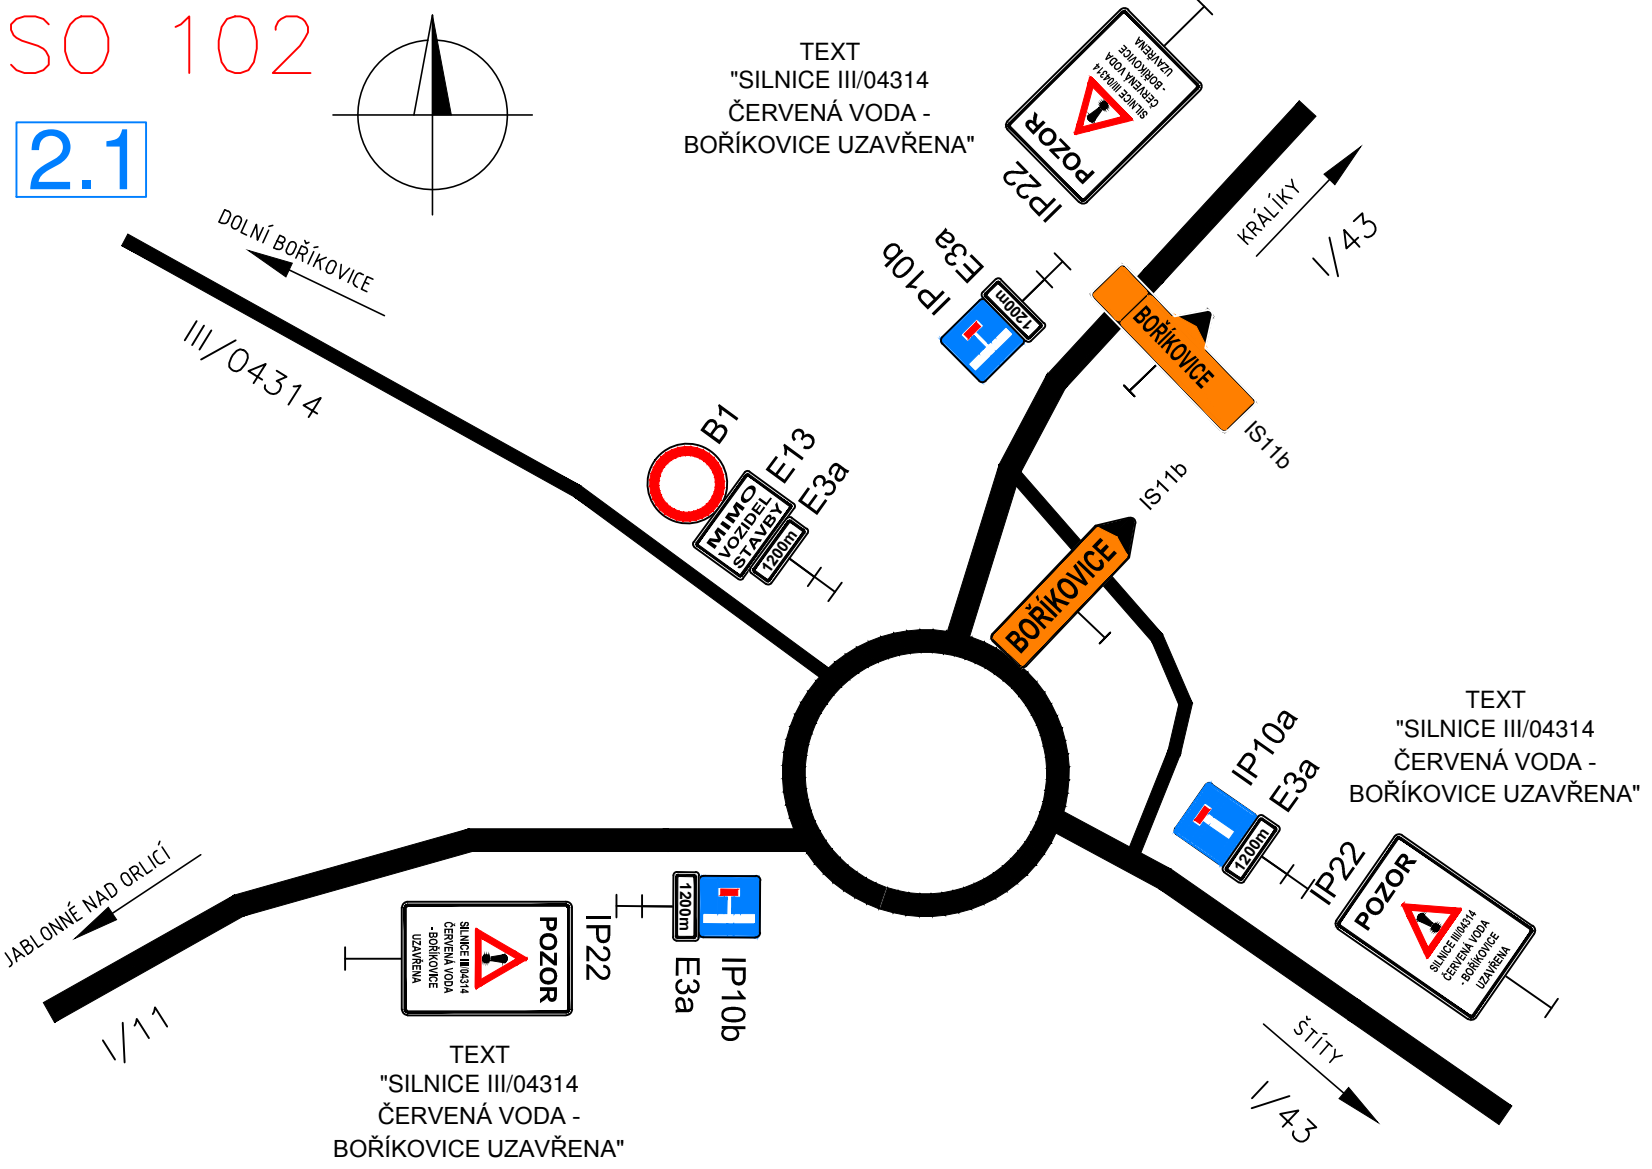 SO 102
2.1
TEXT
"SILNICE III/04314
ČERVENÁ VODA -
BOŘÍKOVICE UZAVŘENA"
POZOR
SILNICE III/04314
ČERVENÁ VODA
- BOŘÍKOVICE
UZAVŘENA
IP22
KRÁLÍKY
I/43
DOLNÍ BOŘÍKOVICE
III/04314
IP10b
E3a
1200m
BOŘÍKOVICE
IS11b
B1
E13
E3a
MIMO
VOZIDEL
STAVBY
1200m
IS11b
BOŘÍKOVICE
TEXT
"SILNICE III/04314
ČERVENÁ VODA -
BOŘÍKOVICE UZAVŘENA"
IP10a
E3a
1200m
IP22
POZOR
SILNICE III/04314
ČERVENÁ VODA
- BOŘÍKOVICE
UZAVŘENA
JABLONNÉ NAD ORLICÍ
I/11
POZOR
SILNICE III/04314
ČERVENÁ VODA
- BOŘÍKOVICE
UZAVŘENA
IP22
1200m
E3a
IP10b
TEXT
"SILNICE III/04314
ČERVENÁ VODA -
BOŘÍKOVICE UZAVŘENA"
ŠTÍTY
I/43